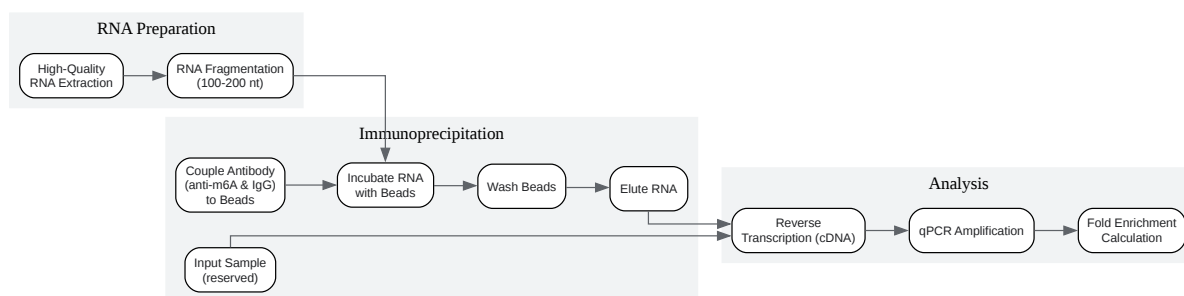 RNA Preparation
High-Quality
RNA Extraction
RNA Fragmentation
(100-200 nt)
Immunoprecipitation
Couple Antibody
(anti-m6A & IgG)
to Beads
Incubate RNA
with Beads
Wash Beads
Elute RNA
Input Sample
(reserved)
Analysis
Reverse
Transcription (cDNA)
qPCR Amplification
Fold Enrichment
Calculation